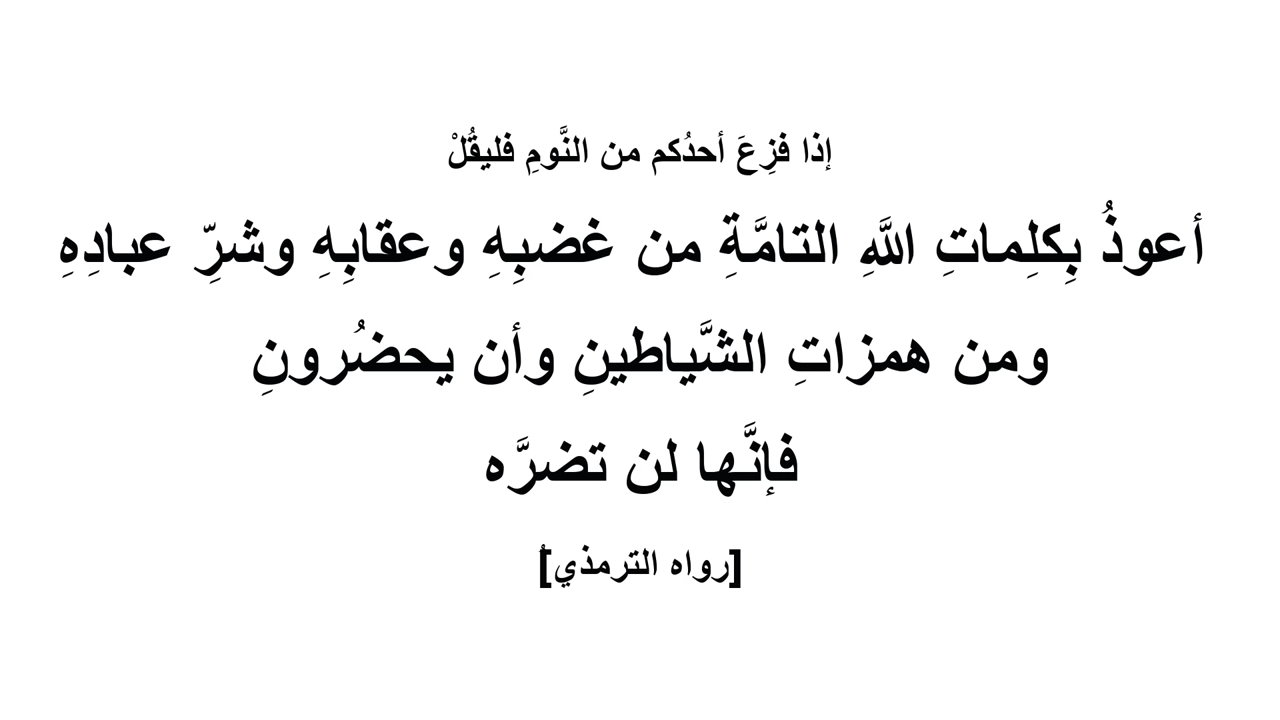 إذا فزِعَ أحدُكم من النَّومِ فليقُلْ
أعوذُ بِكلِماتِ اللَّهِ التامَّةِ من غضبِهِ وعقابِهِ وشرِّ عبادِهِ
ومن همزاتِ الشَّياطينِ وأن يحضُرونِ
فإنَّها لن تضرَّه
[رواه الترمذي]ُ